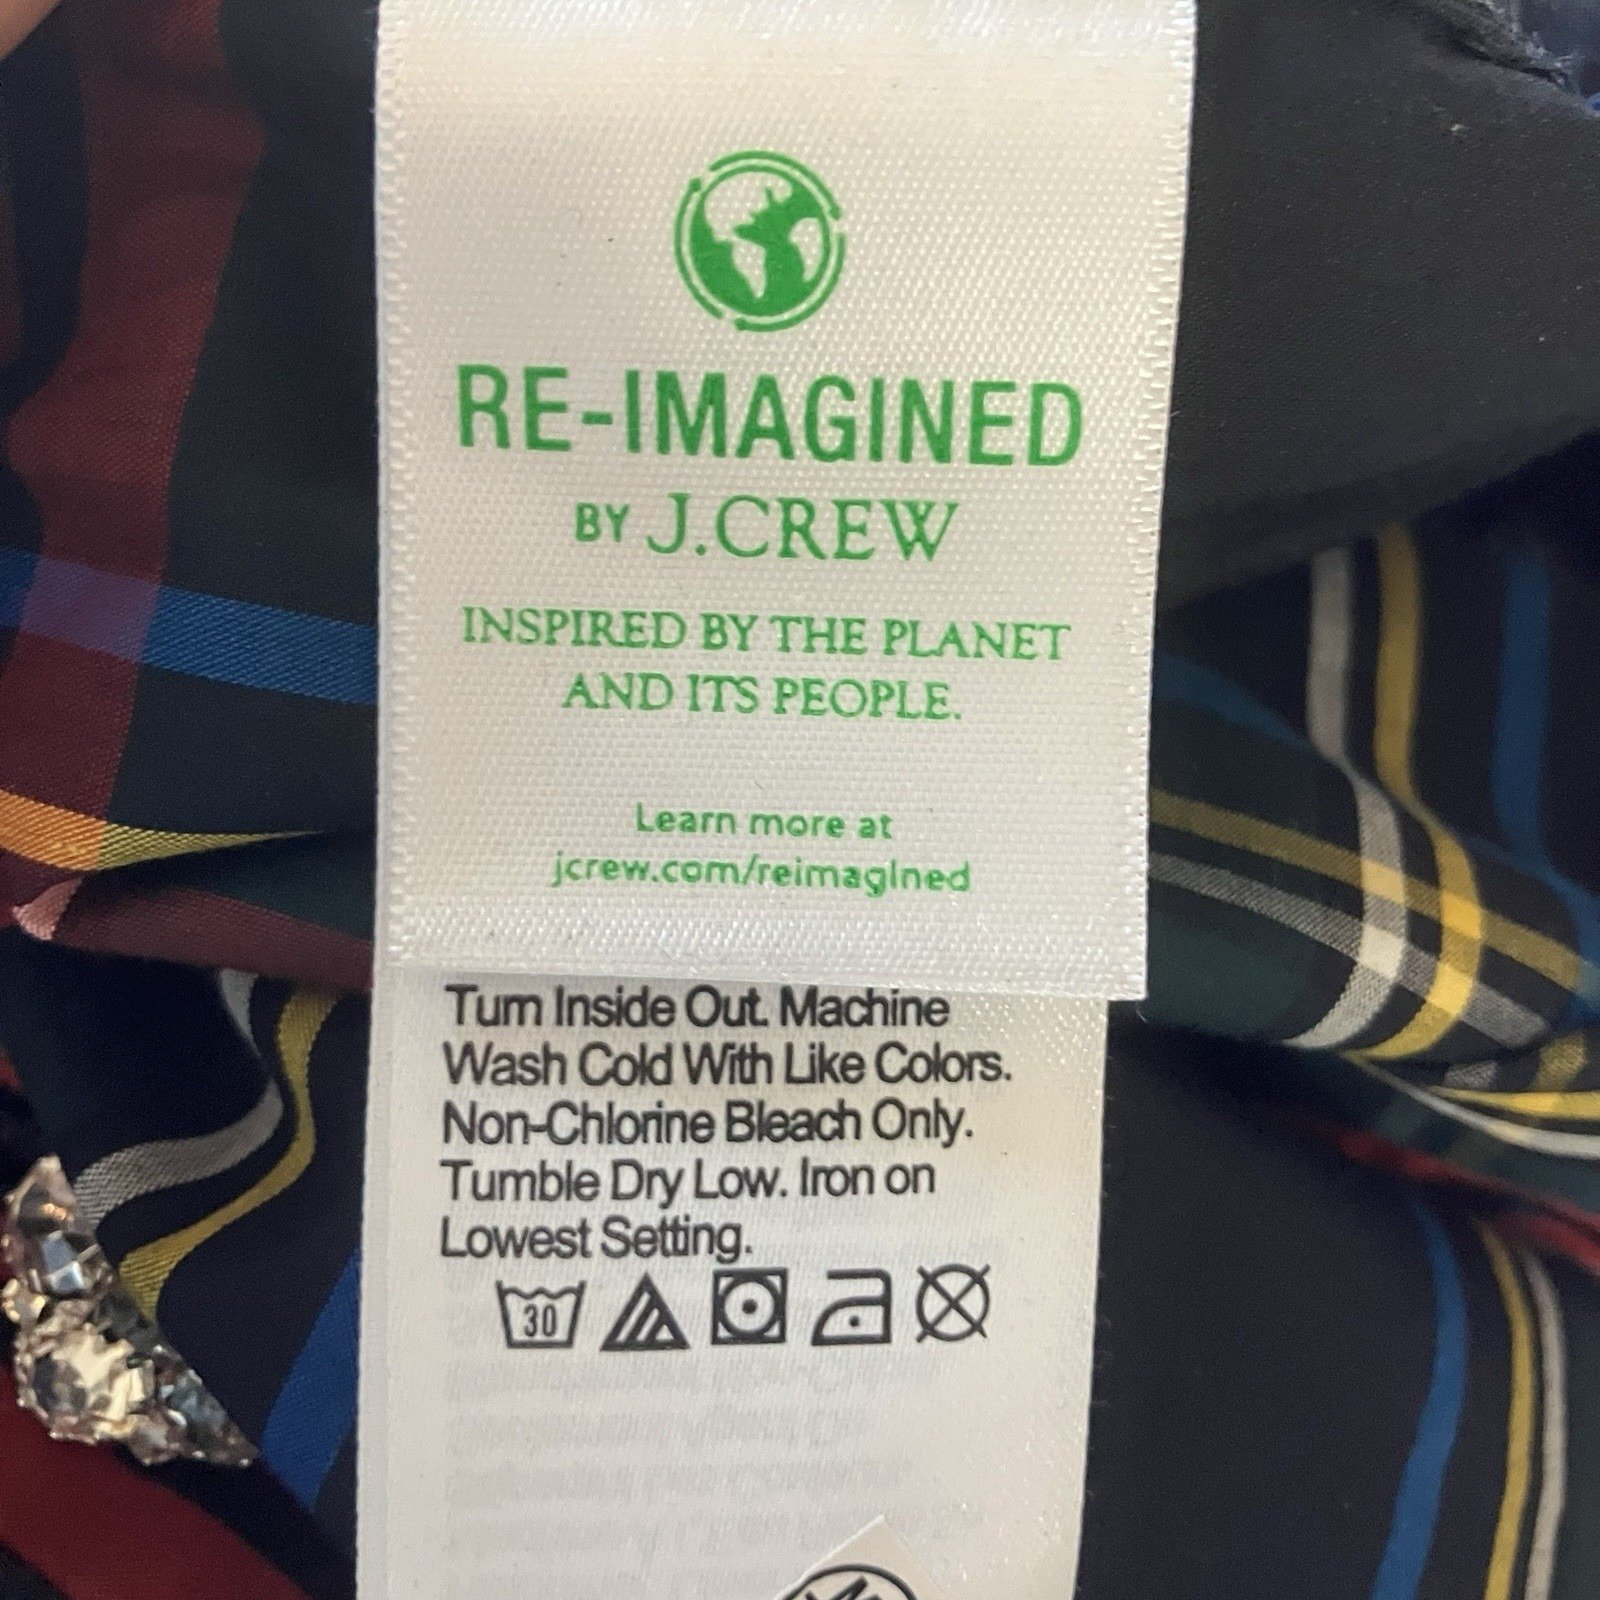 RE-IMAGINED
BY J.CREW
INSPIRED BY THE PLANET
AND ITS PEOPLE.
Learn more at
jcrew.com/reimagined
Turn Inside Out. Machine
Wash Cold With Like Colors.
Non-Chlorine Bleach Only.
Tumble Dry Low. Iron on
Lowest Setting.
30